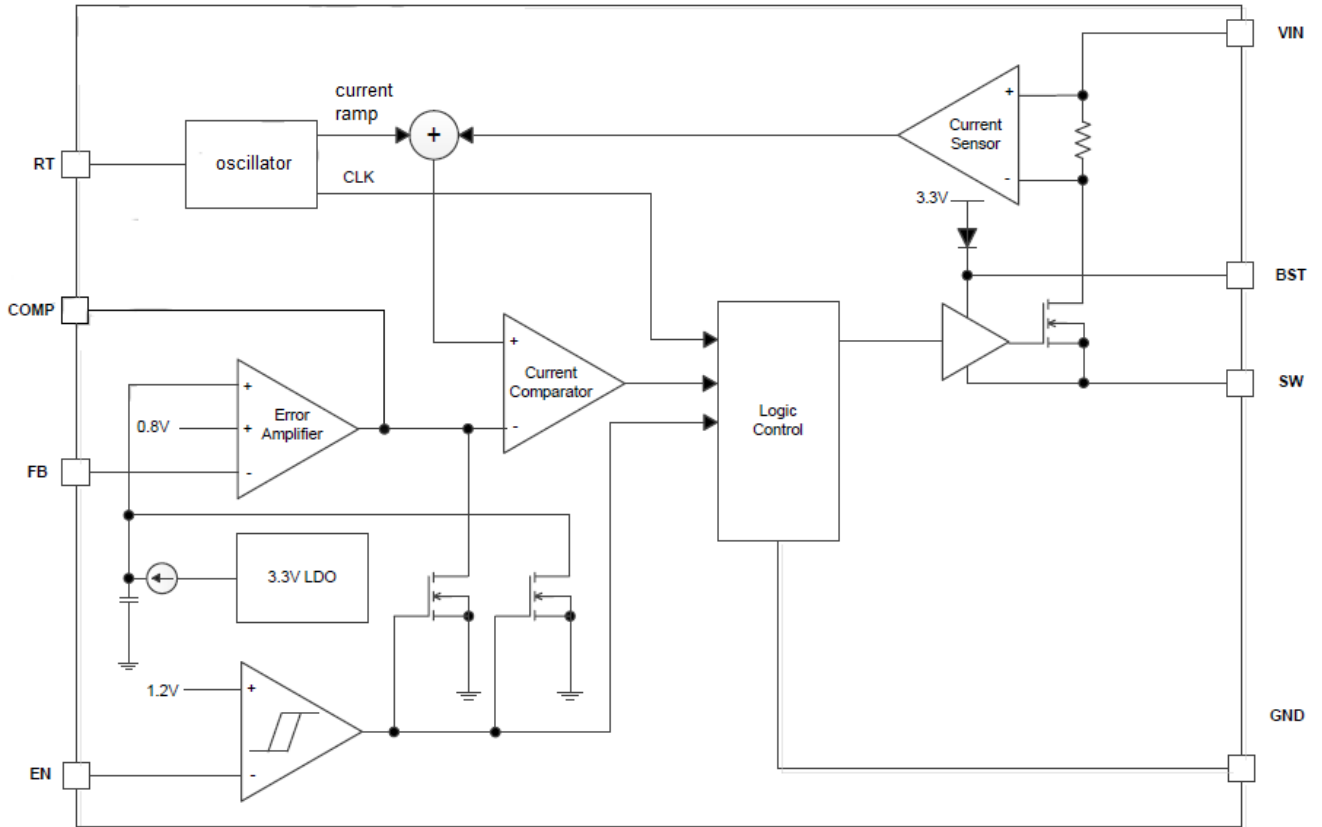 VIN
current
ramp
+
+
Current
Sensor
-
RT
oscillator
CLK
3.3V
BST
COMP
+
Current
Comparator
-
SW
+
0.8V
+
Error
Amplifier
-
FB
Logic
Control
3.3V LDO
1.2V
+
-
EN
GND